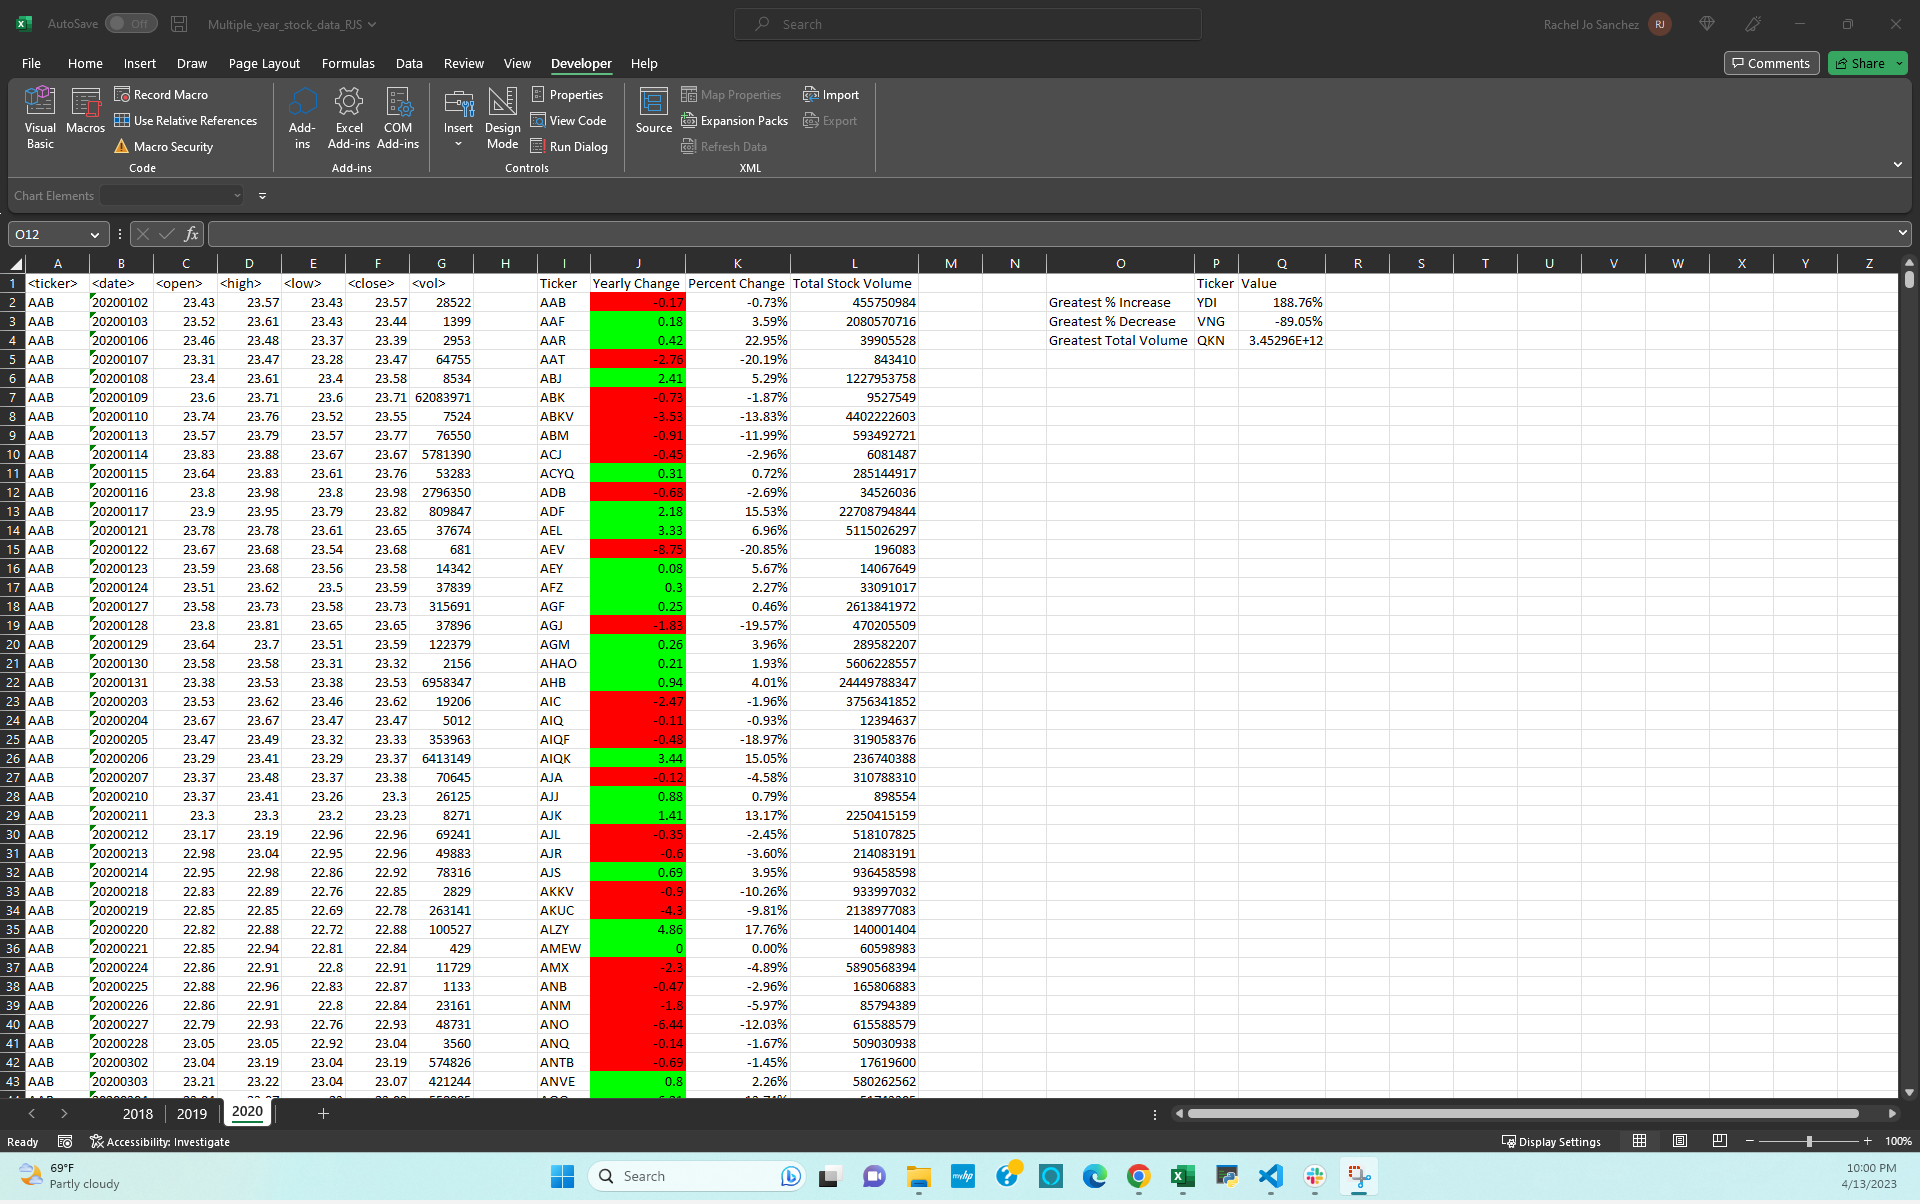 AutoSave Off Multiple_year_stock_data_RJS Search Rachel Jo Sanchez RJ
File Home Insert Draw Page Layout Formulas Data Review View Developer Help Comments Share
Visual Basic
Macros
Record Macro
Use Relative References
Macro Security
Code
Add-ins
Excel Add-ins
COM Add-ins
Add-ins
Insert
Design Mode
Properties
View Code
Run Dialog
Controls
Source
Map Properties
Expansion Packs
Refresh Data
Import
Export
XML
Chart Elements
O12 fx
A B C D E F G H I J K L M N O P Q R S T U V W X Y Z
1 <ticker> <date> <open> <high> <low> <close> <vol> Ticker Yearly Change Percent Change Total Stock Volume Ticker Value
2 AAB 20200102 23.43 23.57 23.43 23.57 28522 AAB -0.17 -0.73% 455750984 Greatest % Increase YDI 188.76%
3 AAB 20200103 23.52 23.61 23.43 23.44 1399 AAF 0.18 3.59% 2080570716 Greatest % Decrease VNG -89.05%
4 AAB 20200106 23.46 23.48 23.37 23.39 2953 AAR 0.42 22.95% 39905528 Greatest Total Volume QKN 3.45296E+12
5 AAB 20200107 23.31 23.47 23.28 23.47 64755 AAT -2.76 -20.19% 843410
6 AAB 20200108 23.4 23.61 23.4 23.58 8534 ABJ 2.41 5.29% 1227953758
7 AAB 20200109 23.6 23.71 23.6 23.71 62083971 ABK -0.73 -1.87% 9527549
8 AAB 20200110 23.74 23.76 23.52 23.55 7524 ABKV -3.53 -13.83% 4402222603
9 AAB 20200113 23.57 23.79 23.57 23.77 76550 ABM -0.91 -11.99% 593492721
10 AAB 20200114 23.83 23.88 23.67 23.67 5781390 ACJ -0.45 -2.96% 6081487
11 AAB 20200115 23.64 23.83 23.61 23.76 53283 ACYQ 0.31 0.72% 285144917
12 AAB 20200116 23.8 23.98 23.8 23.98 2796350 ADB -0.68 -2.69% 34526036
13 AAB 20200117 23.9 23.95 23.79 23.82 809847 ADF 2.18 15.53% 22708794844
14 AAB 20200121 23.78 23.78 23.61 23.65 37674 AEL 3.33 6.96% 5115026297
15 AAB 20200122 23.67 23.68 23.54 23.68 681 AEV -8.75 -20.85% 196083
16 AAB 20200123 23.59 23.68 23.56 23.58 14342 AEY 0.08 5.67% 14067649
17 AAB 20200124 23.51 23.62 23.5 23.59 37839 AFZ 0.3 2.27% 33091017
18 AAB 20200127 23.58 23.73 23.58 23.73 315691 AGF 0.25 0.46% 2613841972
19 AAB 20200128 23.8 23.81 23.65 23.65 37896 AGJ -1.83 -19.57% 470205509
20 AAB 20200129 23.64 23.7 23.51 23.59 122379 AGM 0.26 3.96% 289582207
21 AAB 20200130 23.58 23.58 23.31 23.32 2156 AHAO 0.21 1.93% 5606228557
22 AAB 20200131 23.38 23.53 23.38 23.53 6958347 AHB 0.94 4.01% 24449788347
23 AAB 20200203 23.53 23.62 23.46 23.62 19206 AIC -2.47 -1.96% 3756341852
24 AAB 20200204 23.67 23.67 23.47 23.47 5012 AIQ -0.11 -0.93% 12394637
25 AAB 20200205 23.47 23.49 23.32 23.33 353963 AIQF -0.48 -18.97% 319058376
26 AAB 20200206 23.29 23.41 23.29 23.37 6413149 AIQK 3.44 15.05% 236740388
27 AAB 20200207 23.37 23.48 23.37 23.38 70645 AJA -0.12 -4.58% 310788310
28 AAB 20200210 23.37 23.41 23.26 23.3 26125 AJJ 0.88 0.79% 898554
29 AAB 20200211 23.3 23.3 23.2 23.23 8271 AJK 1.41 13.17% 2250415159
30 AAB 20200212 23.17 23.19 22.96 22.96 69241 AJL -0.35 -2.45% 518107825
31 AAB 20200213 22.98 23.04 22.95 22.96 49883 AJR -0.6 -3.60% 214083191
32 AAB 20200214 22.95 22.98 22.86 22.92 78316 AJS 0.69 3.95% 936458598
33 AAB 20200218 22.83 22.89 22.76 22.85 2829 AKKV -0.9 -10.26% 933997032
34 AAB 20200219 22.85 22.85 22.69 22.78 263141 AKUC -4.3 -9.81% 2138977083
35 AAB 20200220 22.82 22.88 22.72 22.88 100527 ALZY 4.86 17.76% 140001404
36 AAB 20200221 22.85 22.94 22.81 22.84 429 AMEW 0 0.00% 60598983
37 AAB 20200224 22.86 22.91 22.8 22.91 11729 AMX -2.3 -4.89% 5890568394
38 AAB 20200225 22.88 22.96 22.83 22.87 1133 ANB -0.47 -2.96% 165806883
39 AAB 20200226 22.86 22.91 22.8 22.84 23161 ANM -1.8 -5.97% 85794389
40 AAB 20200227 22.79 22.93 22.76 22.93 48731 ANO -6.44 -12.03% 615588579
41 AAB 20200228 23.05 23.05 22.92 23.04 3560 ANQ -0.14 -1.67% 509030938
42 AAB 20200302 23.04 23.19 23.04 23.19 574826 ANTB -0.69 -1.45% 17619600
43 AAB 20200303 23.21 23.22 23.04 23.07 421244 ANVE 0.8 2.26% 580262562
2018 2019 2020
Ready Accessibility: Investigate Display Settings 100%
69°F
Partly cloudy
Search
myhp
10:00 PM
4/13/2023